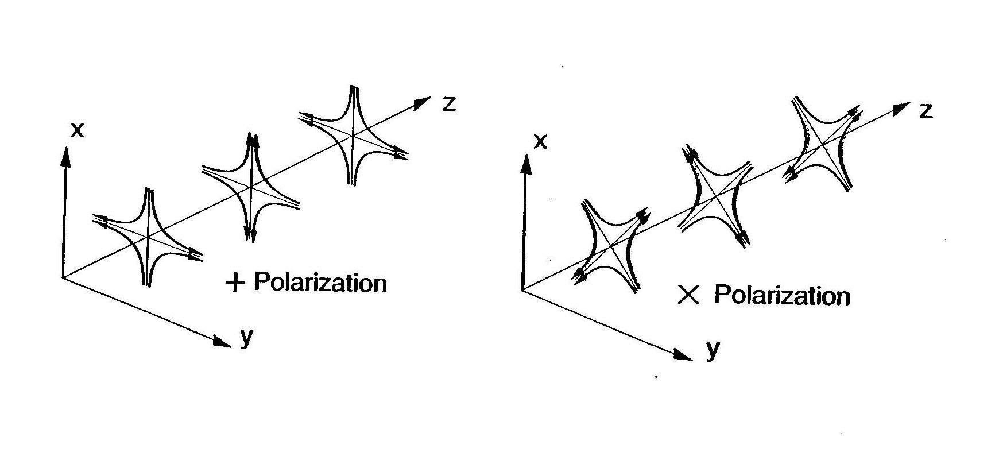 x
z
+ Polarization
y
x
z
× Polarization
y